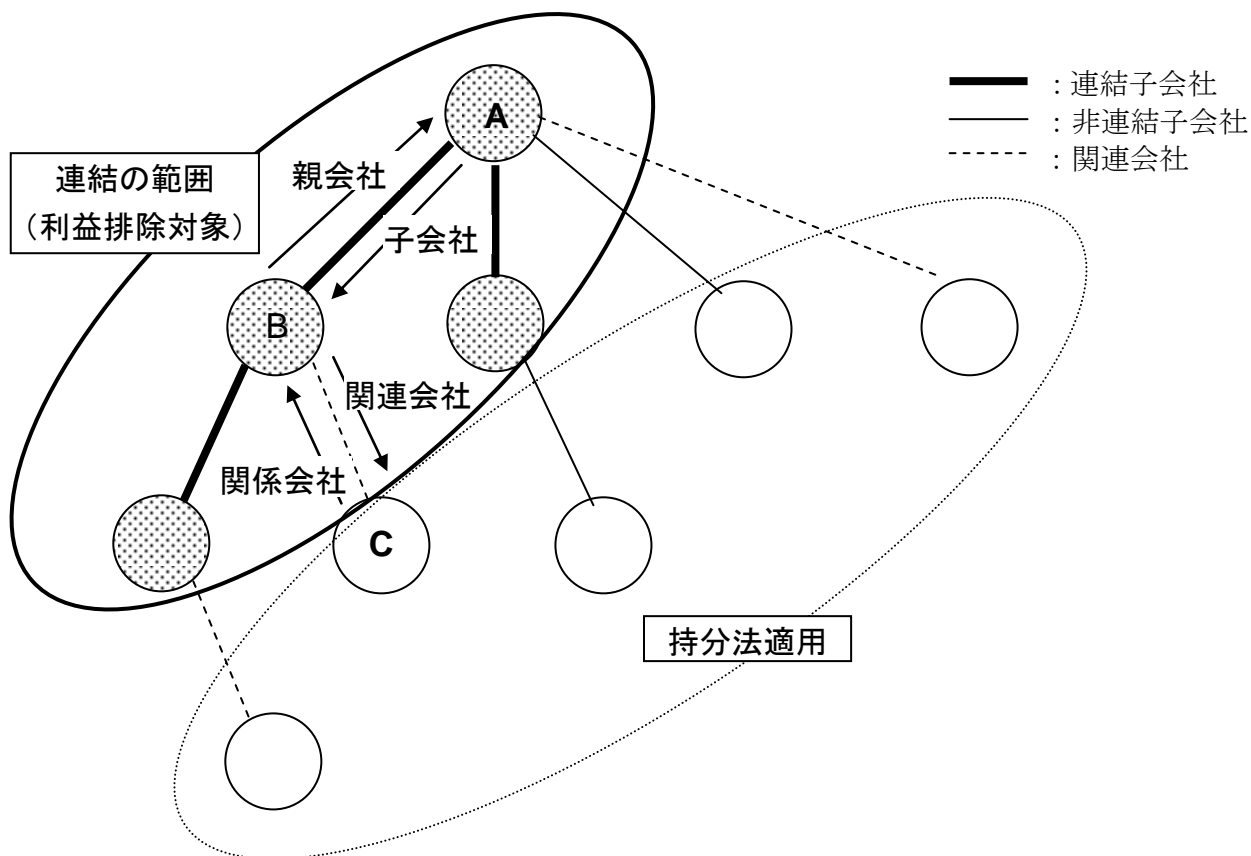 A
：連結子会社
：非連結子会社
：関連会社
連結の範囲
（利益排除対象）
親会社
子会社
B
関連会社
関係会社
C
持分法適用